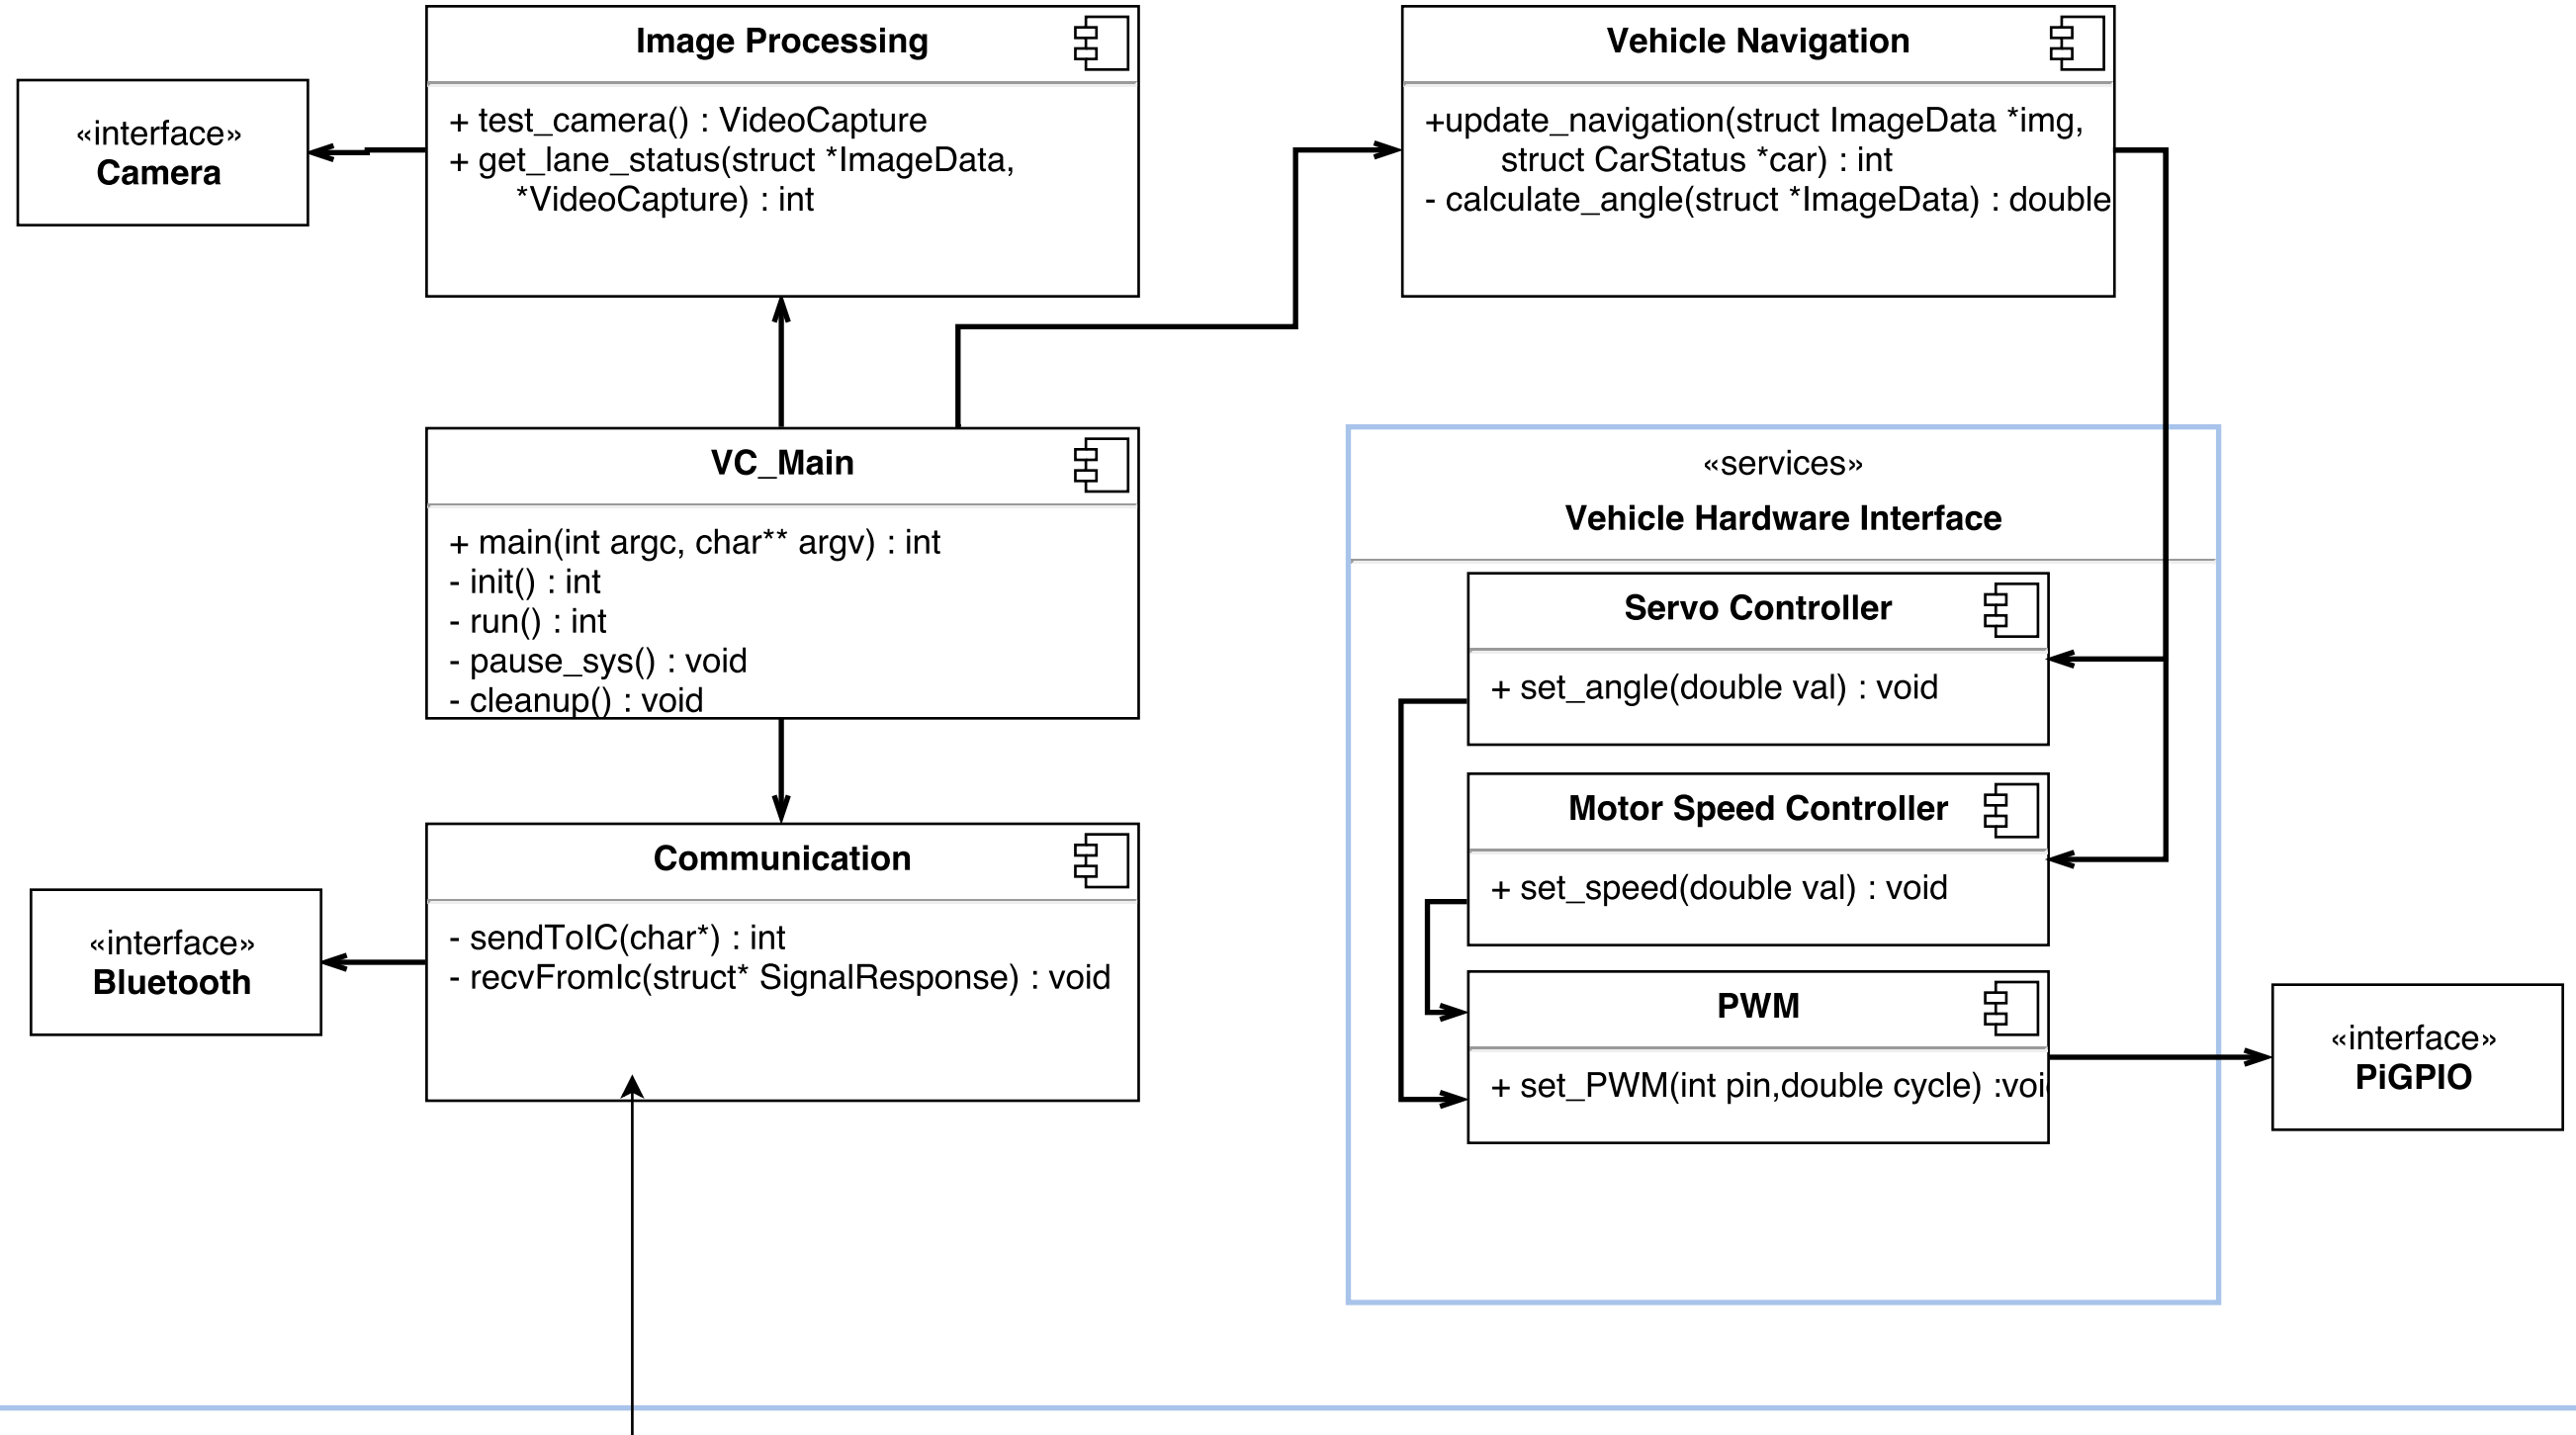 Image Processing
+ test_camera() : VideoCapture
+ get_lane_status(struct *ImageData,
*VideoCapture) : int
«interface»
Camera
Vehicle Navigation
+update_navigation(struct ImageData *img,
struct CarStatus *car) : int
- calculate_angle(struct *ImageData) : double
VC_Main
+ main(int argc, char** argv) : int
- init() : int
- run() : int
- pause_sys() : void
- cleanup() : void
«services»
Vehicle Hardware Interface
Servo Controller
+ set_angle(double val) : void
Motor Speed Controller
+ set_speed(double val) : void
PWM
+ set_PWM(int pin,double cycle) :voi
Communication
- sendToIC(char*) : int
- recvFromIc(struct* SignalResponse) : void
«interface»
Bluetooth
«interface»
PiGPIO